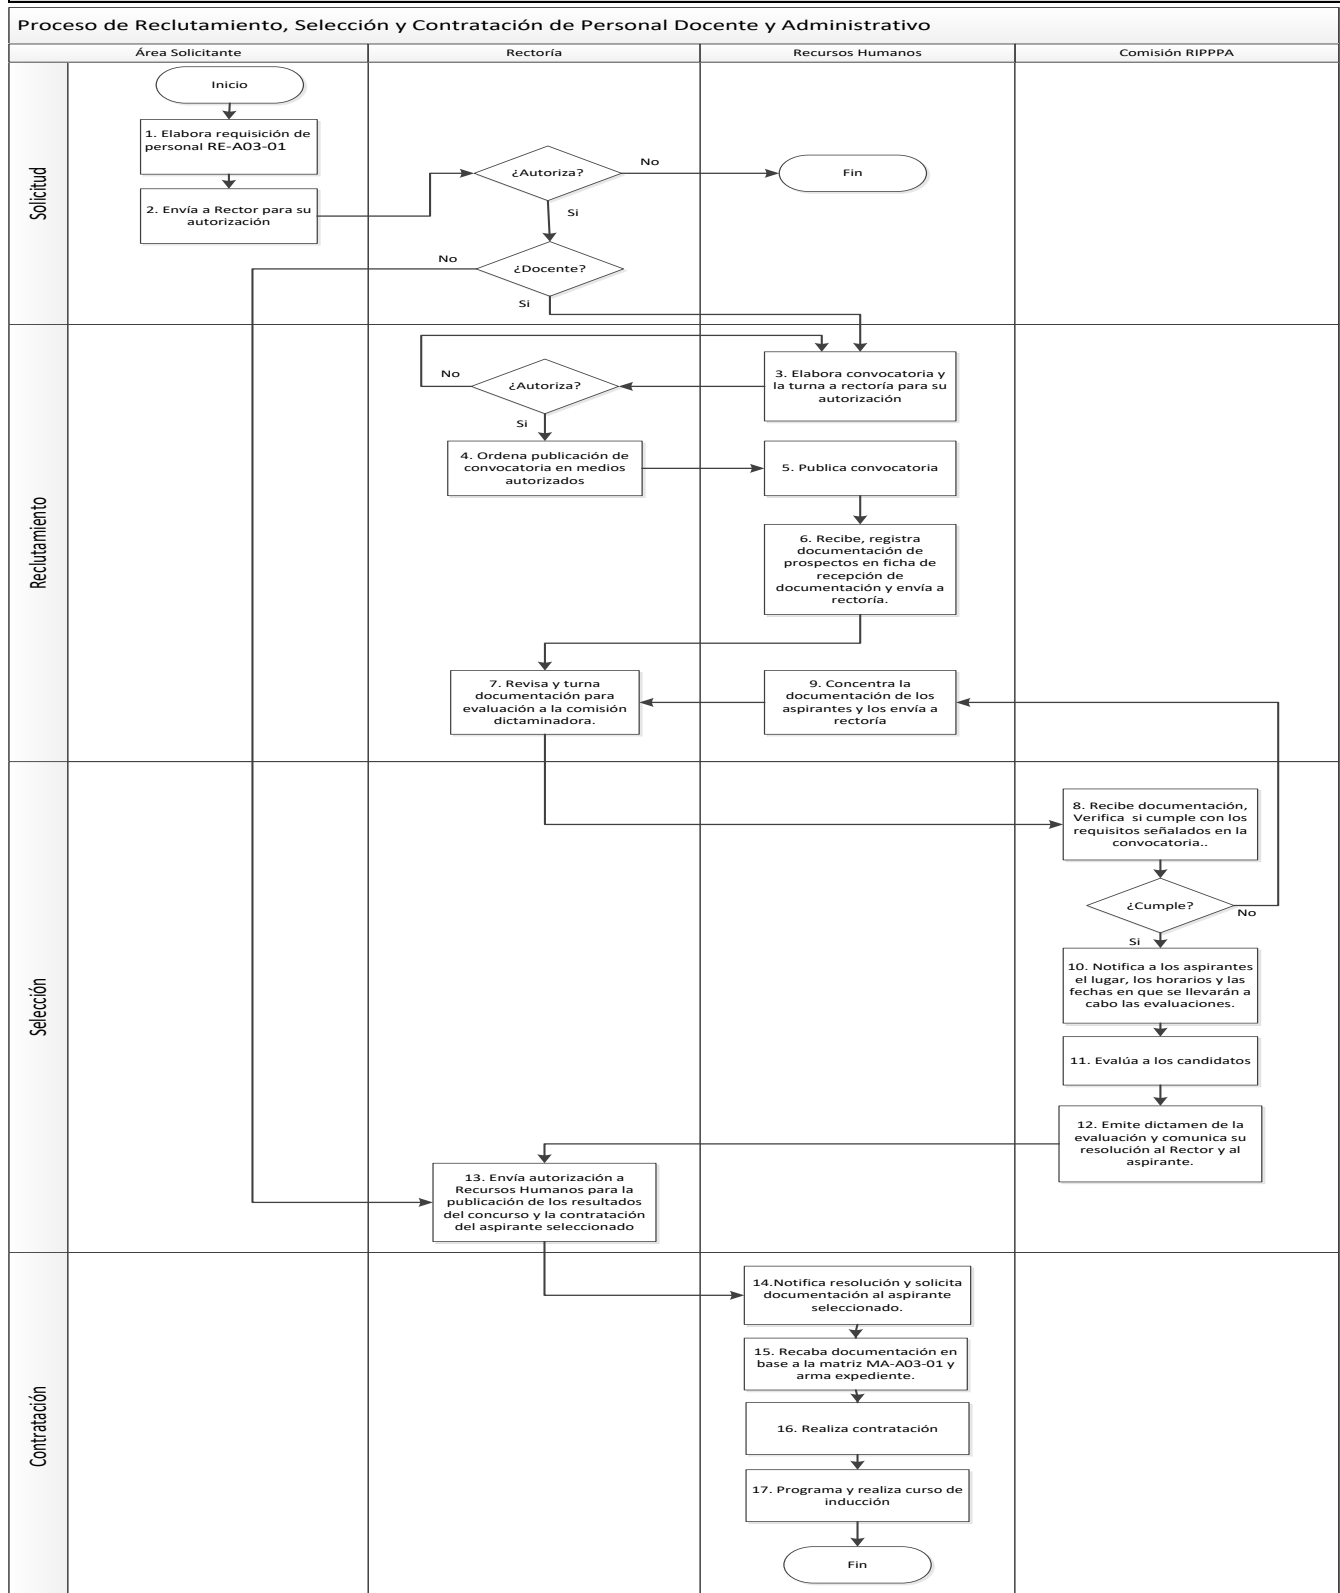 Proceso de Reclutamiento, Selección y Contratación de Personal Docente y Administrativo
Área Solicitante
Rectoría
Recursos Humanos
Comisión RIPPPA
Solicitud
Inicio
1. Elabora requisición de
personal RE-A03-01
2. Envía a Rector para su
autorización
¿Autoriza?
No
Fin
Si
¿Docente?
No
Si
Reclutamiento
3. Elabora convocatoria y
la turna a rectoría para su
autorización
¿Autoriza?
No
Si
4. Ordena publicación de
convocatoria en medios
autorizados
5. Publica convocatoria
6. Recibe, registra
documentación de
prospectos en ficha de
recepción de
documentación y envía a
rectoría.
7. Revisa y turna
documentación para
evaluación a la comisión
dictaminadora.
9. Concentra la
documentación de los
aspirantes y los envía a
rectoría
Selección
8. Recibe documentación,
Verifica si cumple con los
requisitos señalados en la
convocatoria..
¿Cumple?
No
Si
10. Notifica a los aspirantes
el lugar, los horarios y las
fechas en que se llevarán a
cabo las evaluaciones.
11. Evalúa a los candidatos
12. Emite dictamen de la
evaluación y comunica su
resolución al Rector y al
aspirante.
13. Envía autorización a
Recursos Humanos para la
publicación de los resultados
del concurso y la contratación
del aspirante seleccionado
Contratación
14.Notifica resolución y solicita
documentación al aspirante
seleccionado.
15. Recaba documentación en
base a la matriz MA-A03-01 y
arma expediente.
16. Realiza contratación
17. Programa y realiza curso de
inducción
Fin